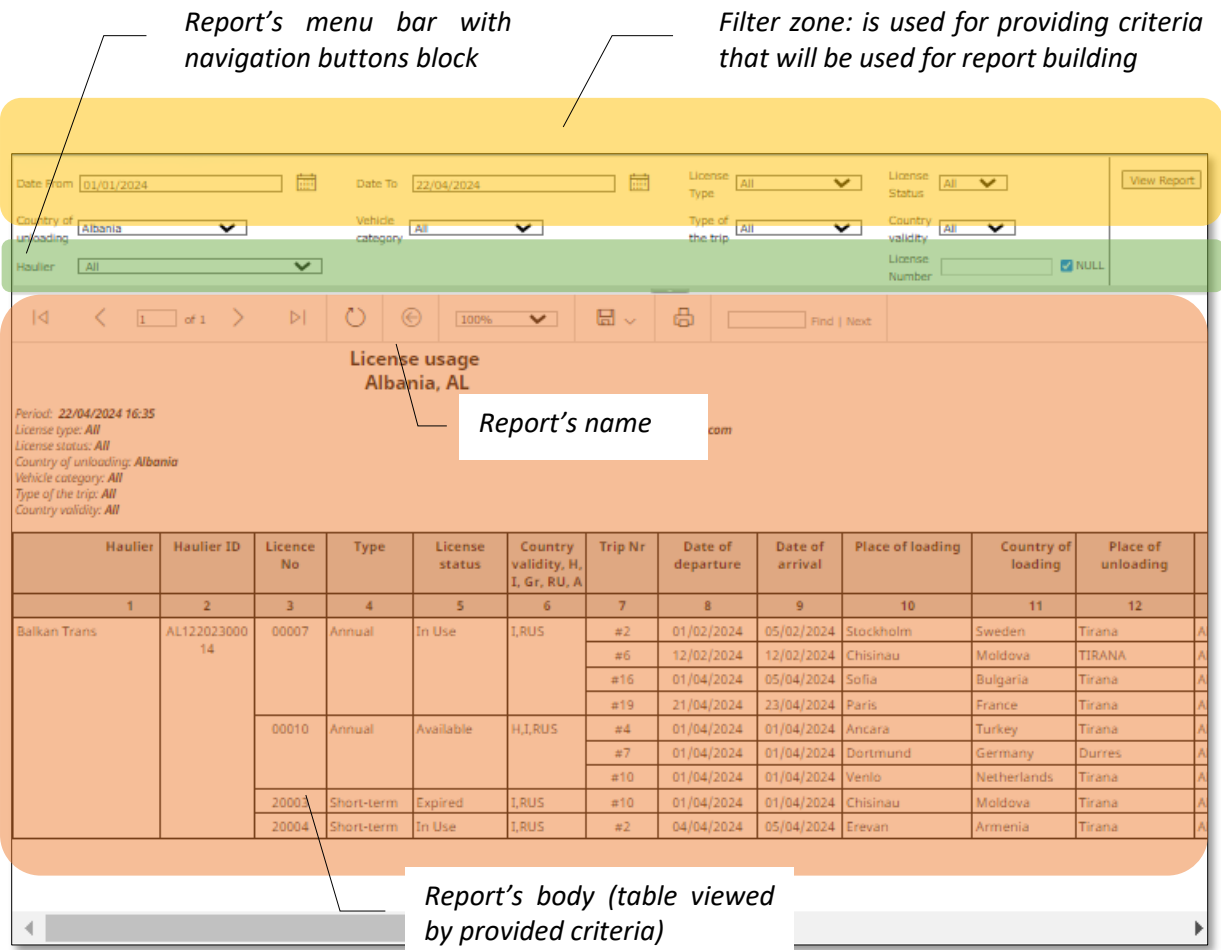 Report's menu bar with
navigation buttons block
Filter zone: is used for providing criteria
that will be used for report building
Date From 01/01/2024 Date To 22/04/2024 License Type All License Status All View Report
Country of unloading Albania Vehicle category All Type of the trip All Country validity All
Haulier All License Number NULL
1 of 1 100% Find | Next
License usage
Albania, AL
Report's name
com
Period: 22/04/2024 16:35
License type: All
License status: All
Country of unloading: Albania
Vehicle category: All
Type of the trip: All
Country validity: All
Haulier Haulier ID Licence No Type License status Country validity, H, I, Gr, RU, A Trip Nr Date of departure Date of arrival Place of loading Country of loading Place of unloading
1 2 3 4 5 6 7 8 9 10 11 12
Balkan Trans AL122023000 14 00007 Annual In Use I,RUS #2 01/02/2024 05/02/2024 Stockholm Sweden Tirana A
#6 12/02/2024 12/02/2024 Chisinau Moldova TIRANA A
#16 01/04/2024 05/04/2024 Sofia Bulgaria Tirana A
#19 21/04/2024 23/04/2024 Paris France Tirana A
00010 Annual Available H,I,RUS #4 01/04/2024 01/04/2024 Ancara Turkey Tirana A
#7 01/04/2024 01/04/2024 Dortmund Germany Durres A
#10 01/04/2024 01/04/2024 Venlo Netherlands Tirana A
20003 Short-term Expired I,RUS #10 01/04/2024 01/04/2024 Chisinau Moldova Tirana A
20004 Short-term In Use I,RUS #2 04/04/2024 05/04/2024 Erevan Armenia Tirana A
Report's body (table viewed
by provided criteria)